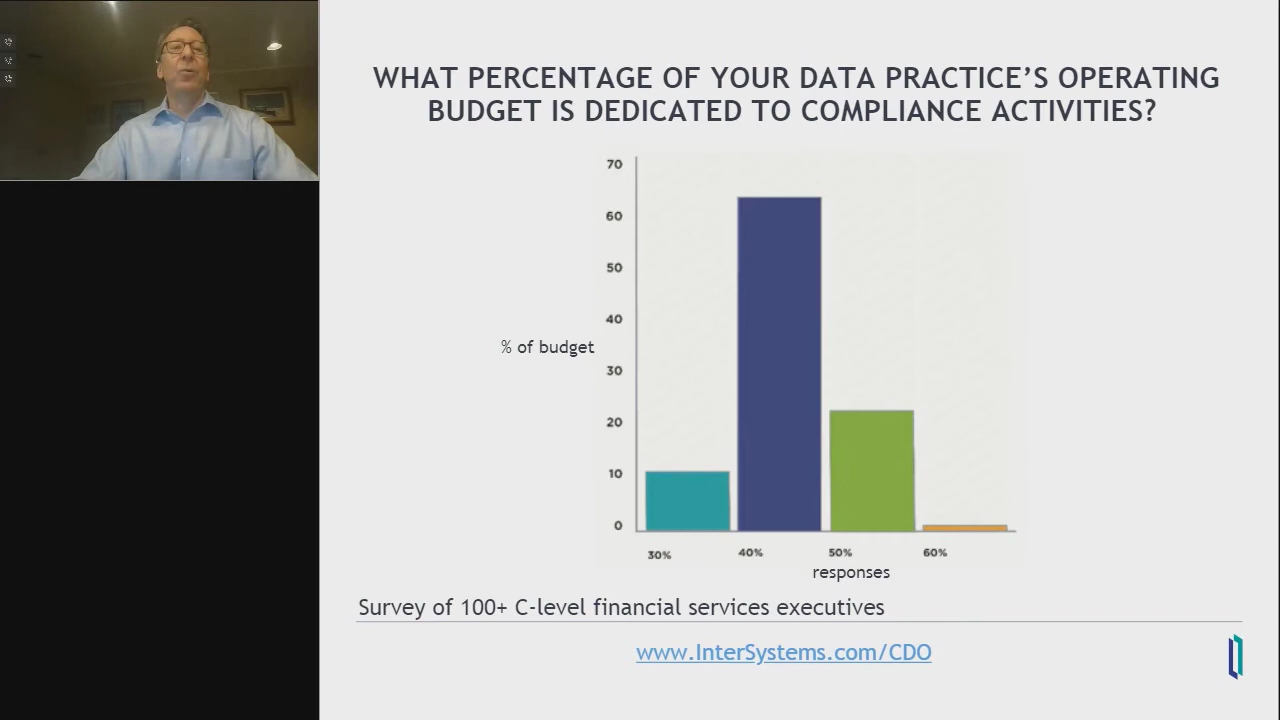 WHAT PERCENTAGE OF YOUR DATA PRACTICE'S OPERATING
BUDGET IS DEDICATED TO COMPLIANCE ACTIVITIES?
70
60
50
40
% of budget
30
20
10
0
30%
40%
50%
60%
responses
Survey of 100+ C-level financial services executives
www.InterSystems.com/CDO